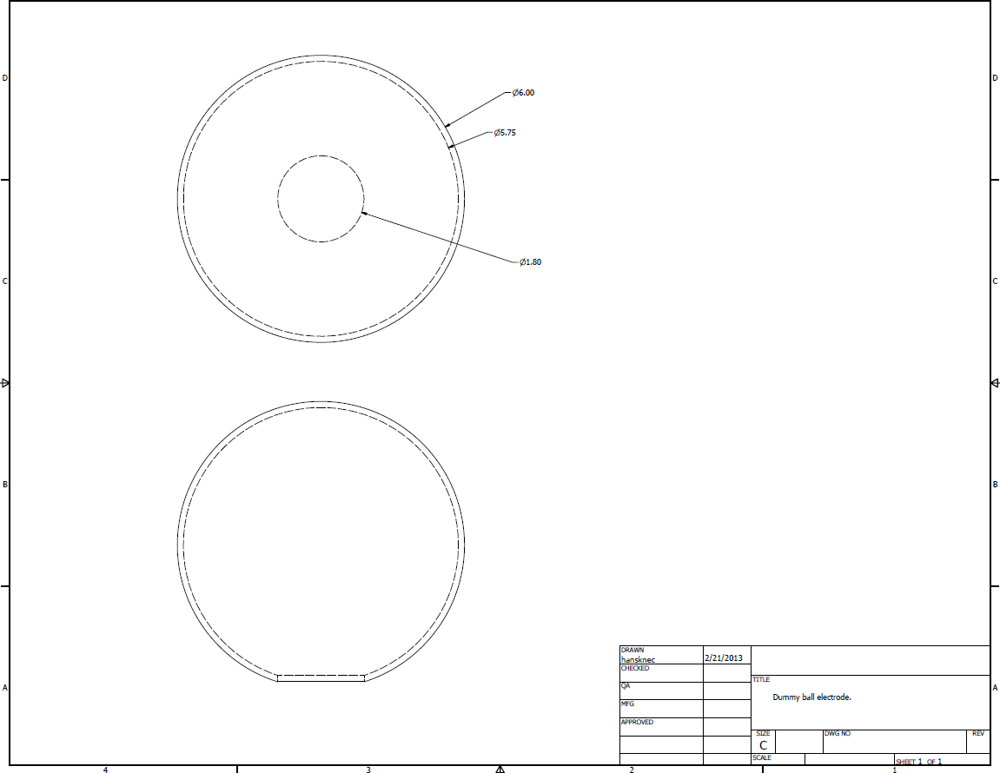 D
D
Ø6.00
Ø5.75
Ø1.80
C
C
B
B
A
A
DRAWN
hansknec
2/21/2013
CHECKED
QA
MFG
APPROVED
TITLE
Dummy ball electrode.
SIZE
C
DWG NO
REV
SCALE
SHEET 1 OF 1
4
3
2
1